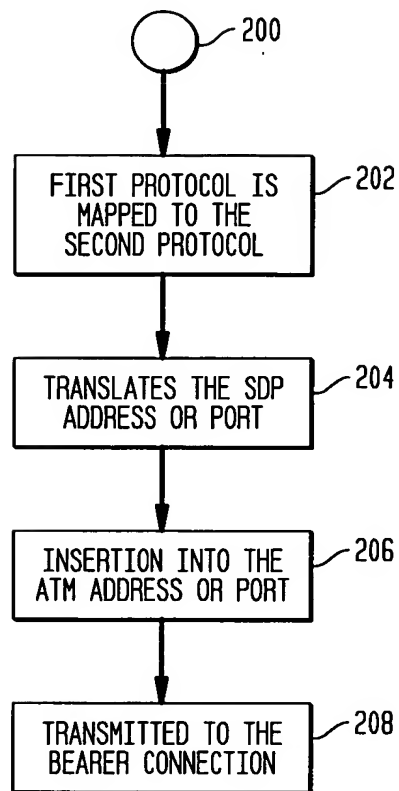 200
FIRST PROTOCOL IS
MAPPED TO THE
SECOND PROTOCOL
202
TRANSLATES THE SDP
ADDRESS OR PORT
204
INSERTION INTO THE
ATM ADDRESS OR PORT
206
TRANSMITTED TO THE
BEARER CONNECTION
208